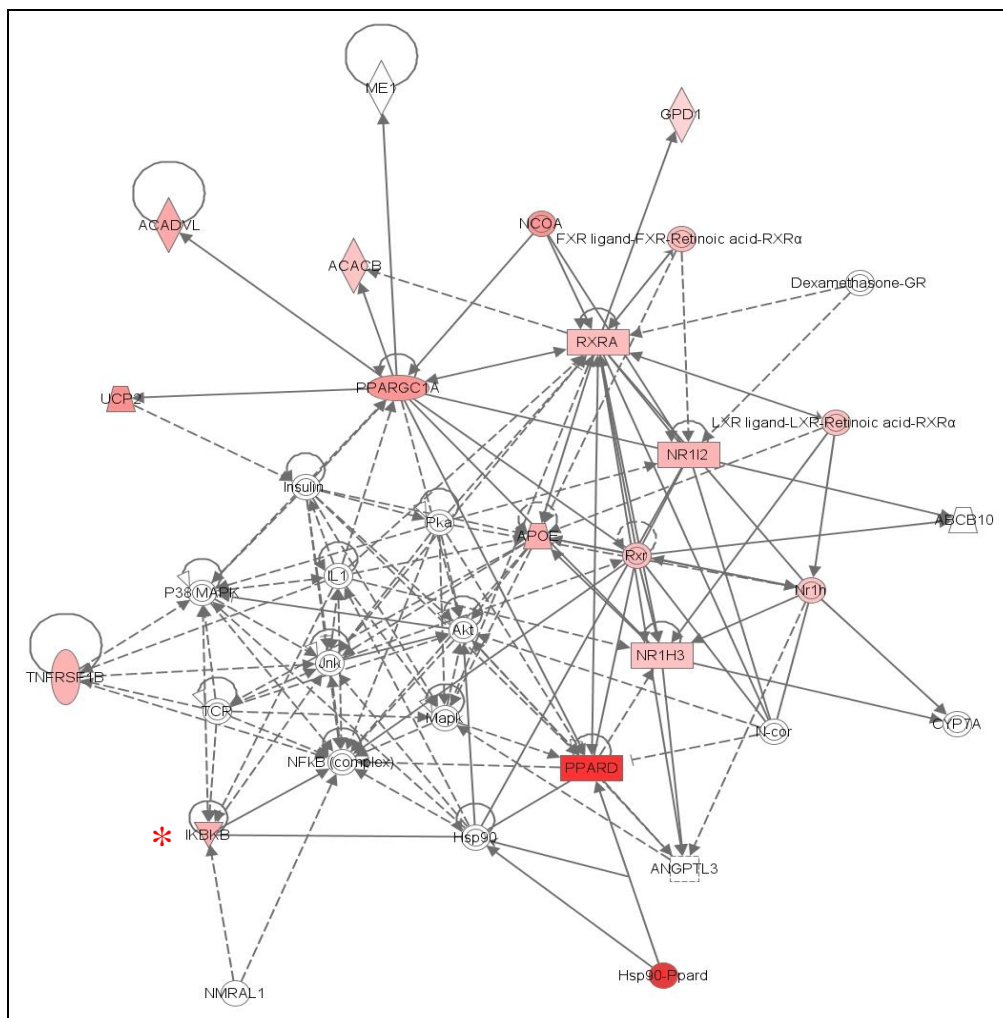 ME1
GPD1
ACADVL
NCOA
FXR ligand-FXR-Retinoic acid-RXRα
ACACB
Dexamethasone-GR
RXRA
PPARGC1A
UCP2
LXR ligand-LXR-Retinoic acid-RXRα
NR1I2
Insulin
Pka
ABCB10
APOE
Rxr
IL1
P38 MAPK
Nr1h
Akt
NR1H3
Jnk
TNFRSF1B
TCR
Mapk
CYP7A
N-cor
NFkB (complex)
PPARD
*
IKBKB
Hsp90
ANGPTL3
Hsp90-Ppard
NMRAL1